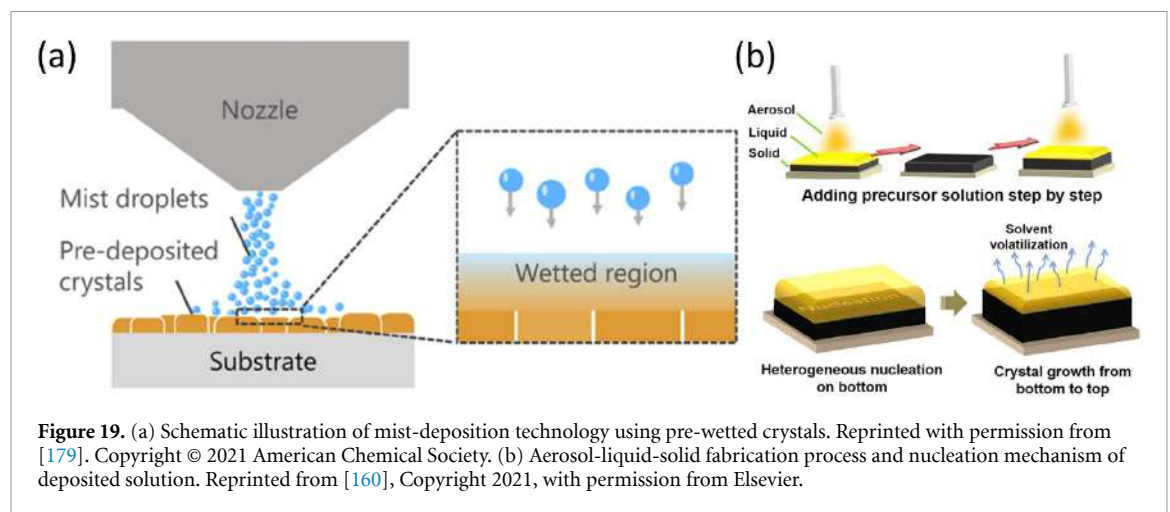 (a)
Nozzle
Mist droplets
Pre-deposited
crystals
Substrate
Wetted region
(b)
Aerosol
Liquid
Solid
Adding precursor solution step by step
Solvent
volatilization
Nucleation
Heterogeneous nucleation
on bottom
Crystal growth from
bottom to top
Figure 19. (a) Schematic illustration of mist-deposition technology using pre-wetted crystals. Reprinted with permission from
[179]. Copyright © 2021 American Chemical Society. (b) Aerosol-liquid-solid fabrication process and nucleation mechanism of
deposited solution. Reprinted from [160], Copyright 2021, with permission from Elsevier.